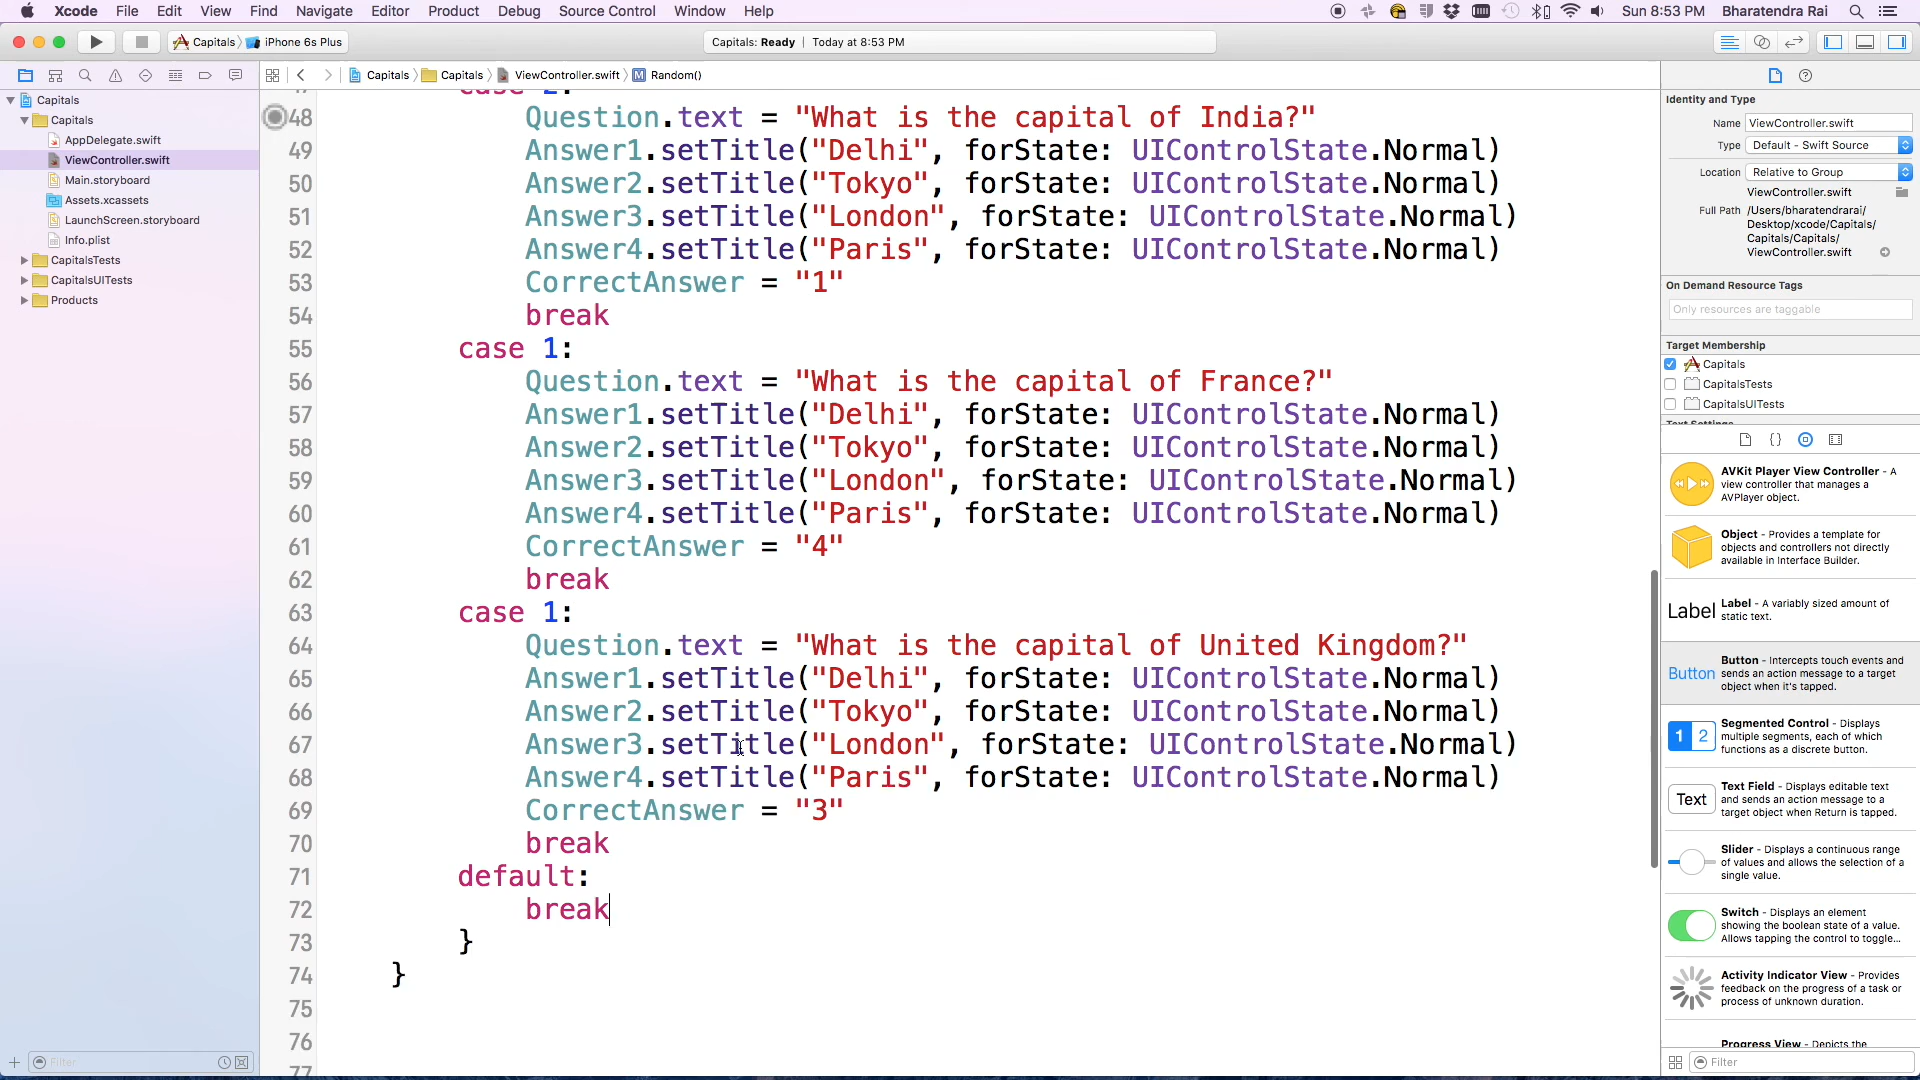 Xcode File Edit View Find Navigate Editor Product Debug Source Control Window Help
Sun 8:53 PM Bharatendra Rai
Capitals iPhone 6s Plus
Capitals: Ready Today at 8:53 PM
Capitals Capitals ViewController.swift M Random()
Capitals
Capitals
AppDelegate.swift
ViewController.swift
Main.storyboard
Assets.xcassets
LaunchScreen.storyboard
Info.plist
CapitalsTests
CapitalsUITests
Products
Filter
case 2:
48 Question.text = "What is the capital of India?"
49 Answer1.setTitle("Delhi", forState: UIControlState.Normal)
50 Answer2.setTitle("Tokyo", forState: UIControlState.Normal)
51 Answer3.setTitle("London", forState: UIControlState.Normal)
52 Answer4.setTitle("Paris", forState: UIControlState.Normal)
53 CorrectAnswer = "1"
54 break
55 case 1:
56 Question.text = "What is the capital of France?"
57 Answer1.setTitle("Delhi", forState: UIControlState.Normal)
58 Answer2.setTitle("Tokyo", forState: UIControlState.Normal)
59 Answer3.setTitle("London", forState: UIControlState.Normal)
60 Answer4.setTitle("Paris", forState: UIControlState.Normal)
61 CorrectAnswer = "4"
62 break
63 case 1:
64 Question.text = "What is the capital of United Kingdom?"
65 Answer1.setTitle("Delhi", forState: UIControlState.Normal)
66 Answer2.setTitle("Tokyo", forState: UIControlState.Normal)
67 Answer3.setTitle("London", forState: UIControlState.Normal)
68 Answer4.setTitle("Paris", forState: UIControlState.Normal)
69 CorrectAnswer = "3"
70 break
71 default:
72 break
73 }
74 }
75
76
77
Identity and Type
Name ViewController.swift
Type Default - Swift Source
Location Relative to Group
ViewController.swift
Full Path /Users/bharatendrarai/
Desktop/xcode/Capitals/
Capitals/Capitals/
ViewController.swift
On Demand Resource Tags
Only resources are taggable
Target Membership
Capitals
CapitalsTests
CapitalsUITests
Text Settings
AVKit Player View Controller - A
view controller that manages a
AVPlayer object.
Object - Provides a template for
objects and controllers not directly
available in Interface Builder.
Label
Label - A variably sized amount of
static text.
Button
Button - Intercepts touch events and
sends an action message to a target
object when it's tapped.
1 2
Segmented Control - Displays
multiple segments, each of which
functions as a discrete button.
Text
Text Field - Displays editable text
and sends an action message to a
target object when Return is tapped.
Slider - Displays a continuous range
of values and allows the selection of a
single value.
Switch - Displays an element
showing the boolean state of a value.
Allows tapping the control to toggle...
Activity Indicator View - Provides
feedback on the progress of a task or
process of unknown duration.
Progress View - Depicts the
Filter